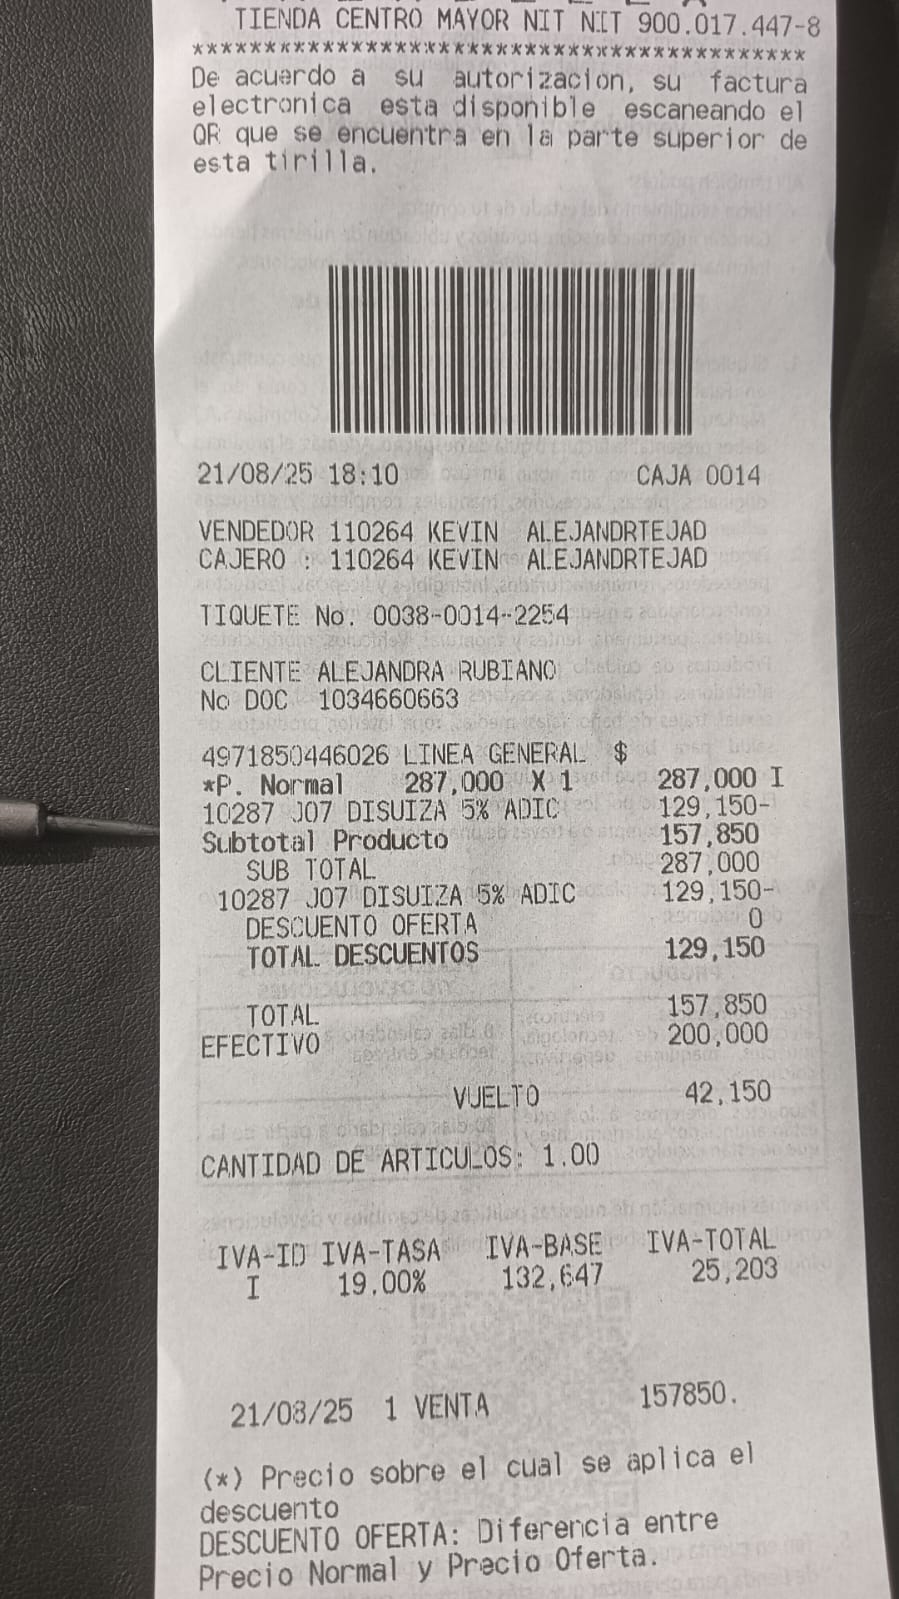 TIENDA CENTRO MAYOR NIT NIT 900.017.447-8
******************************************
De acuerdo a su autorizacion, su factura
electronica esta disponible escaneando el
QR que se encuentra en la parte superior de
esta tirilla.
21/08/25 18:10 CAJA 0014
VENDEDOR 110264 KEVIN ALEJANDRTEJAD
CAJERO : 110264 KEVIN ALEJANDRTEJAD
TIQUETE No. 0038-0014-2254
CLIENTE ALEJANDRA RUBIANO
No DOC 1034660663
4971850446026 LINEA GENERAL $
*P. Normal 287,000 X 1 287,000 I
10287 J07 DISUIZA 5% ADIC 129,150-
Subtotal Producto 157,850
SUB TOTAL 287,000
10287 J07 DISUIZA 5% ADIC 129,150-
DESCUENTO OFERTA 0
TOTAL DESCUENTOS 129,150
TOTAL 157,850
EFECTIVO 200,000
VUELTO 42,150
CANTIDAD DE ARTICULOS: 1.00
IVA-ID IVA-TASA IVA-BASE IVA-TOTAL
I 19.00% 132,647 25,203
21/08/25 1 VENTA 157850.
(*) Precio sobre el cual se aplica el
descuento
DESCUENTO OFERTA: Diferencia entre
Precio Normal y Precio Oferta.